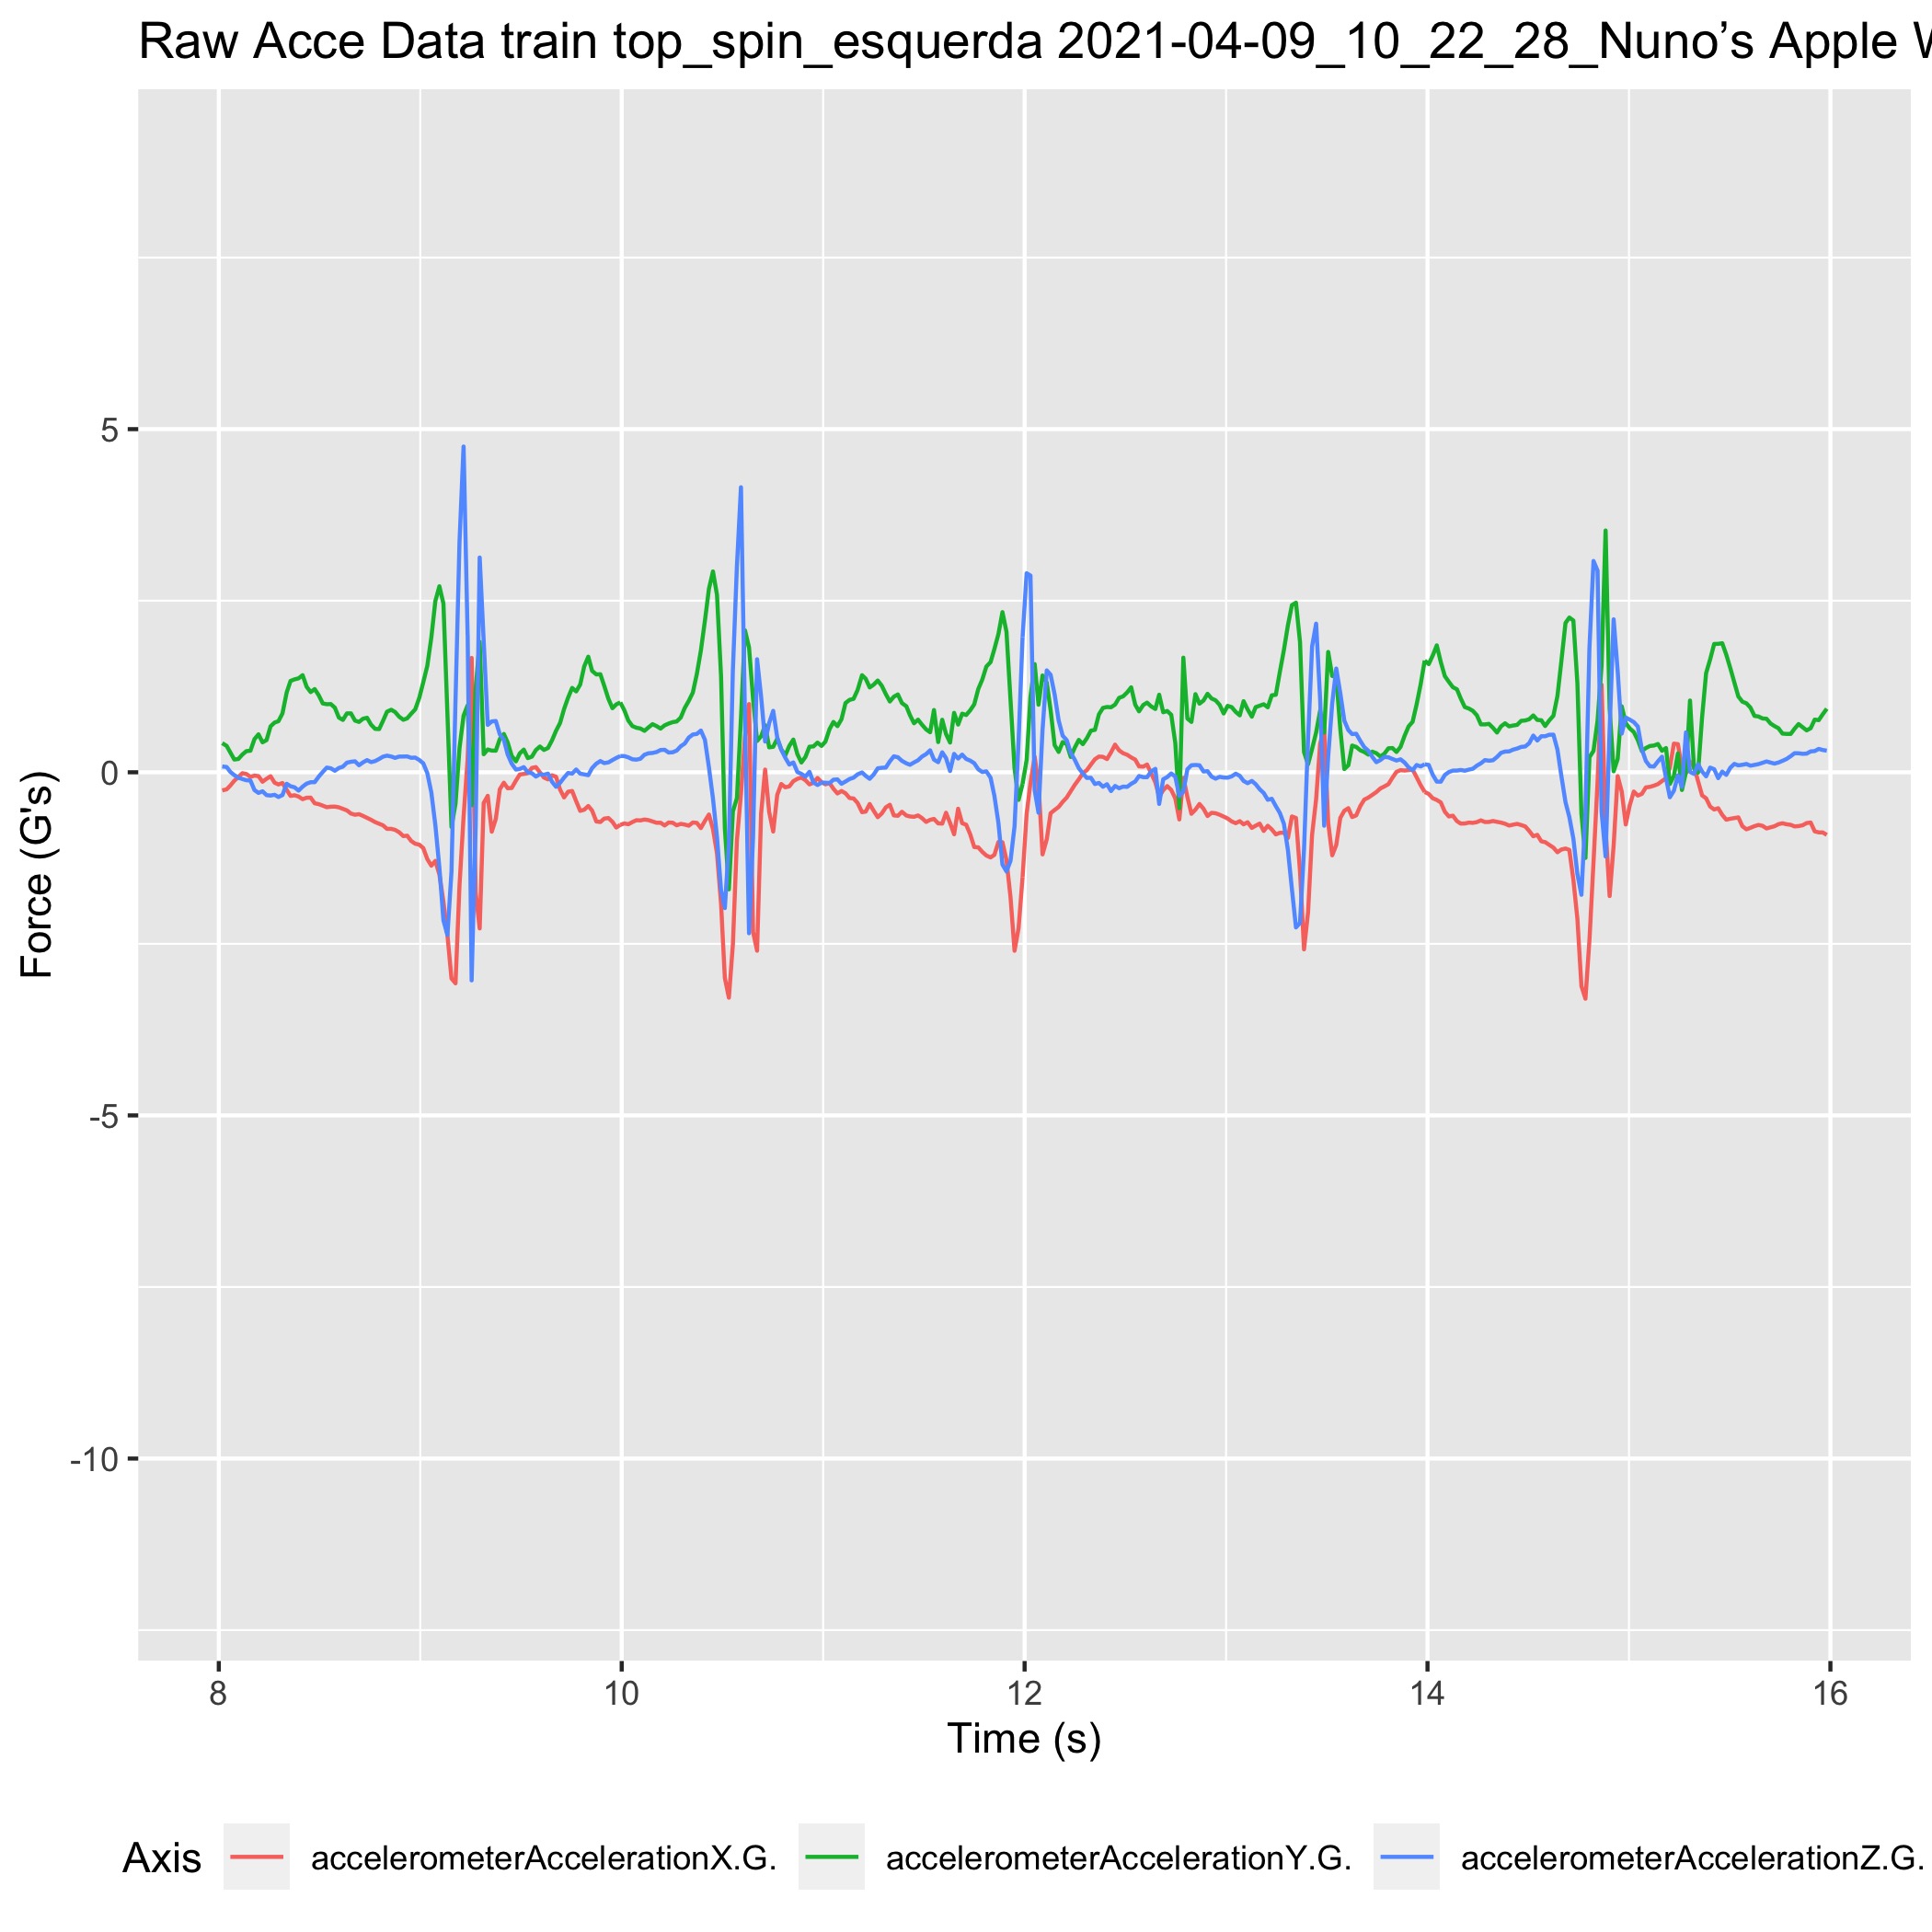 Raw Acce Data train top_spin_esquerda 2021-04-09_10_22_28_Nuno’s Apple
Force (G's)
5
0
-5
-10
8 10 12 14 16
Time (s)
Axis accelerometerAccelerationX.G. accelerometerAccelerationY.G. accelerometerAccelerationZ.G.